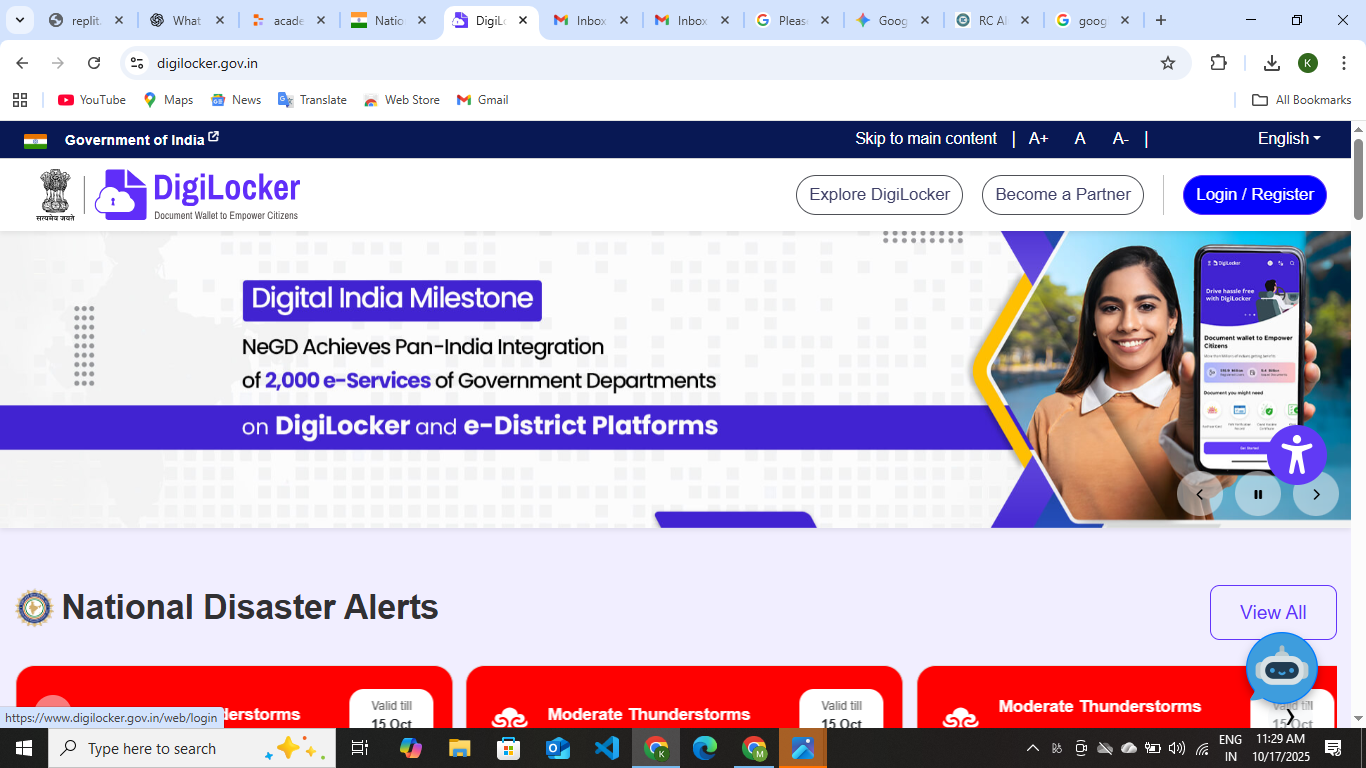 replit.
What
acade
Natio
DigiLo
Inbox
Inbox
Pleas
Goog
RC Al
goog
digilocker.gov.in
K
YouTube
Maps
News
Translate
Web Store
Gmail
All Bookmarks
Government of India
Skip to main content | A+ A A- |
English
सत्यमेव जयते
DigiLocker
Document Wallet to Empower Citizens
Explore DigiLocker
Become a Partner
Login / Register
Digital India Milestone
NeGD Achieves Pan-India Integration
of 2,000 e-Services of Government Departments
on DigiLocker and e-District Platforms
DigiLocker
Drive hassle free
with DigiLocker
Document wallet to Empower
Citizens
Document you might need
Get Started
National Disaster Alerts
View All
derstorms
Valid till
15 Oct
Moderate Thunderstorms
Valid till
15 Oct
Moderate Thunderstorms
Valid till
15 Oct
https://www.digilocker.gov.in/web/login
Type here to search
K
M
ENG
IN
11:29 AM
10/17/2025